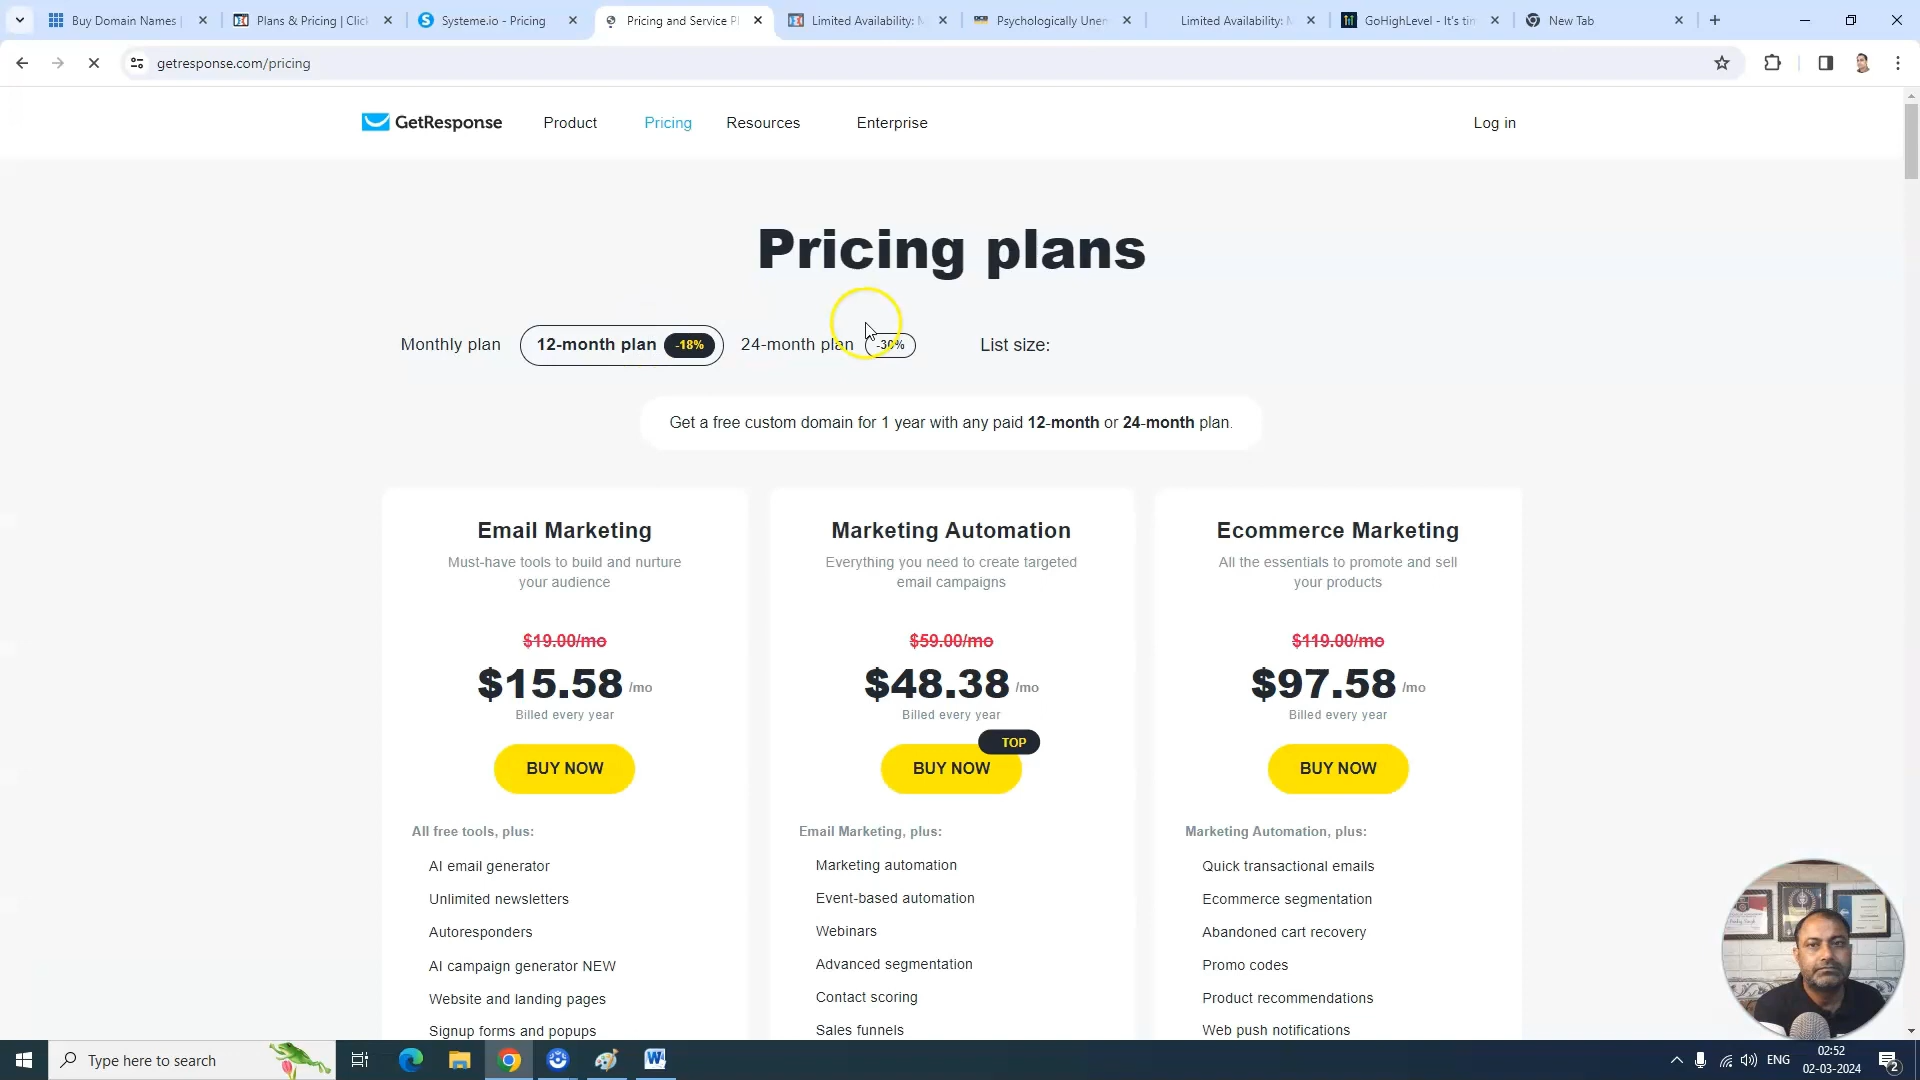 Buy Domain Names
Plans & Pricing | Clic
Systeme.io - Pricing
Pricing and Service P
Limited Availability:
Psychologically Une
Limited Availability:
GoHighLevel - It's tin
New Tab
getresponse.com/pricing
GetResponse
Product
Pricing
Resources
Enterprise
Log in
Pricing plans
Monthly plan
12-month plan -18%
24-month plan -30%
List size:
Get a free custom domain for 1 year with any paid 12-month or 24-month plan.
Email Marketing
Must-have tools to build and nurture
your audience
$19.00/mo
$15.58 /mo
Billed every year
BUY NOW
All free tools, plus:
AI email generator
Unlimited newsletters
Autoresponders
AI campaign generator NEW
Website and landing pages
Signup forms and popups
Marketing Automation
Everything you need to create targeted
email campaigns
$59.00/mo
$48.38 /mo
Billed every year
TOP
BUY NOW
Email Marketing, plus:
Marketing automation
Event-based automation
Webinars
Advanced segmentation
Contact scoring
Sales funnels
Ecommerce Marketing
All the essentials to promote and sell
your products
$119.00/mo
$97.58 /mo
Billed every year
BUY NOW
Marketing Automation, plus:
Quick transactional emails
Ecommerce segmentation
Abandoned cart recovery
Promo codes
Product recommendations
Web push notifications
Type here to search
ENG
02:52
02-03-2024
2